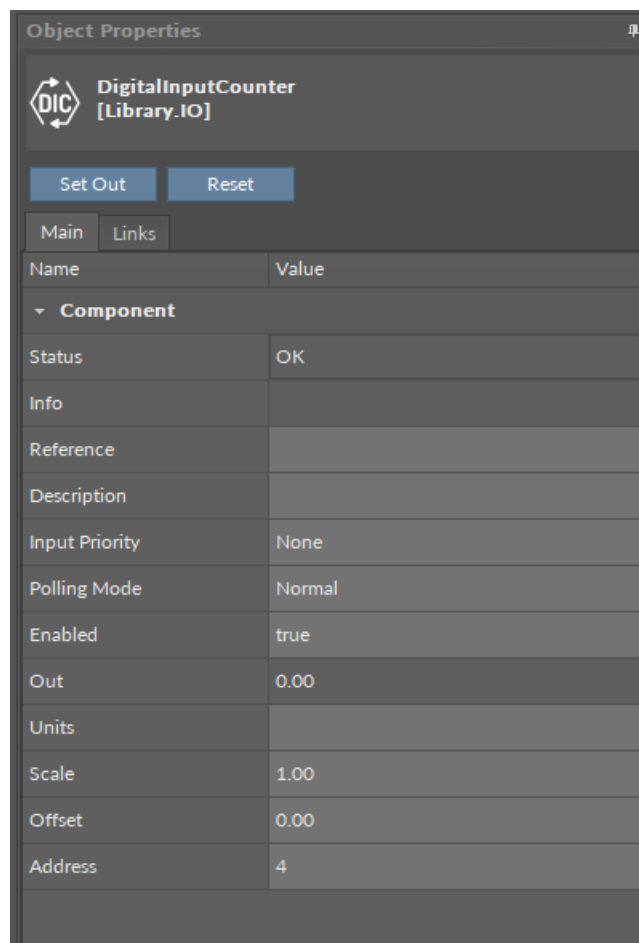 Object Properties
DIC
DigitalInputCounter
[Library.IO]
Set Out Reset
Main Links
Name Value
Component
Status OK
Info
Reference
Description
Input Priority None
Polling Mode Normal
Enabled true
Out 0.00
Units
Scale 1.00
Offset 0.00
Address 4